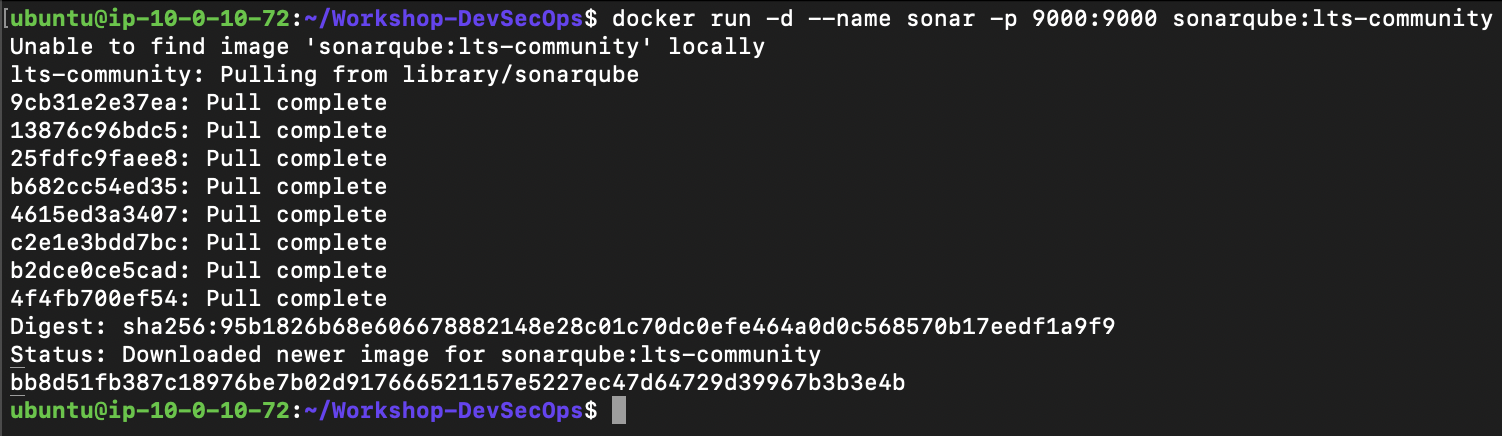 [ubuntu@ip-10-0-10-72:~/Workshop-DevSecOps$ docker run -d --name sonar -p 9000:9000 sonarqube:lts-community
Unable to find image 'sonarqube:lts-community' locally
lts-community: Pulling from library/sonarqube
9cb31e2e37ea: Pull complete
13876c96bdc5: Pull complete
25fdfc9faee8: Pull complete
b682cc54ed35: Pull complete
4615ed3a3407: Pull complete
c2e1e3bdd7bc: Pull complete
b2dce0ce5cad: Pull complete
4f4fb700ef54: Pull complete
Digest: sha256:95b1826b68e606678882148e28c01c70dc0efe464a0d0c568570b17eedf1a9f9
Status: Downloaded newer image for sonarqube:lts-community
bb8d51fb387c18976be7b02d917666521157e5227ec47d64729d39967b3b3e4b
ubuntu@ip-10-0-10-72:~/Workshop-DevSecOps$